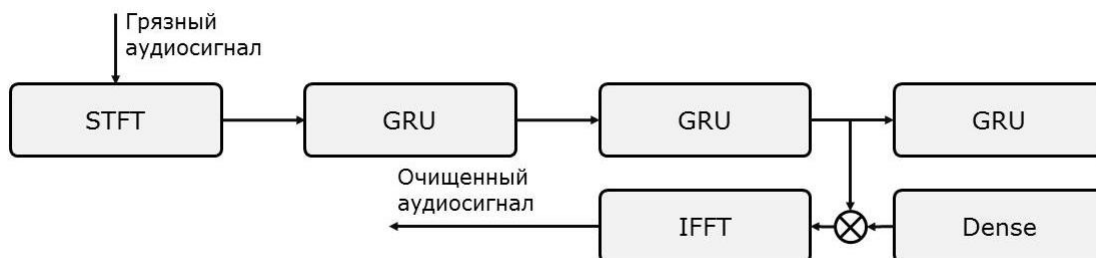 Грязный
аудиосигнал
STFT
GRU
GRU
GRU
Очищенный
аудиосигнал
IFFT
Dense